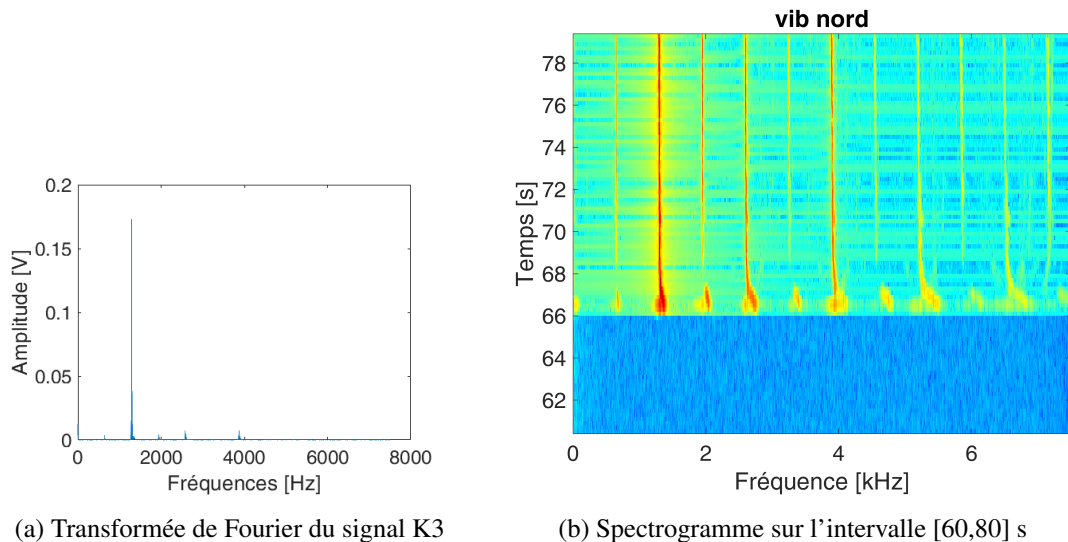 0.2
0.15
0.1
0.05
0
Amplitude [V]
0 2000 4000 6000 8000
Fréquences [Hz]
(a) Transformée de Fourier du signal K3
vib nord
78
76
74
72
70
68
66
64
62
Temps [s]
0 2 4 6
Fréquence [kHz]
(b) Spectrogramme sur l'intervalle [60,80] s